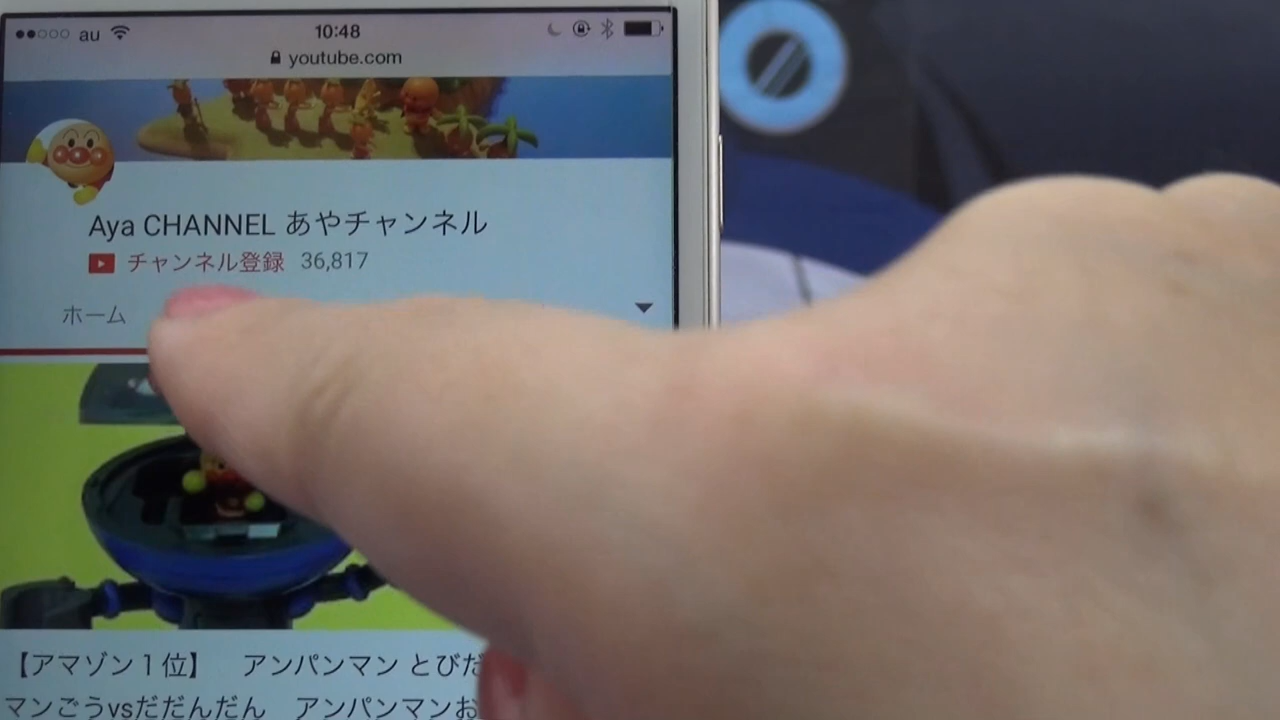 au 10:48
youtube.com
Aya CHANNEL あやチャンネル
チャンネル登録 36,817
ホーム
【アマゾン1位】 アンパンマン とびだ
マンごうvsだだんだん アンパンマンお